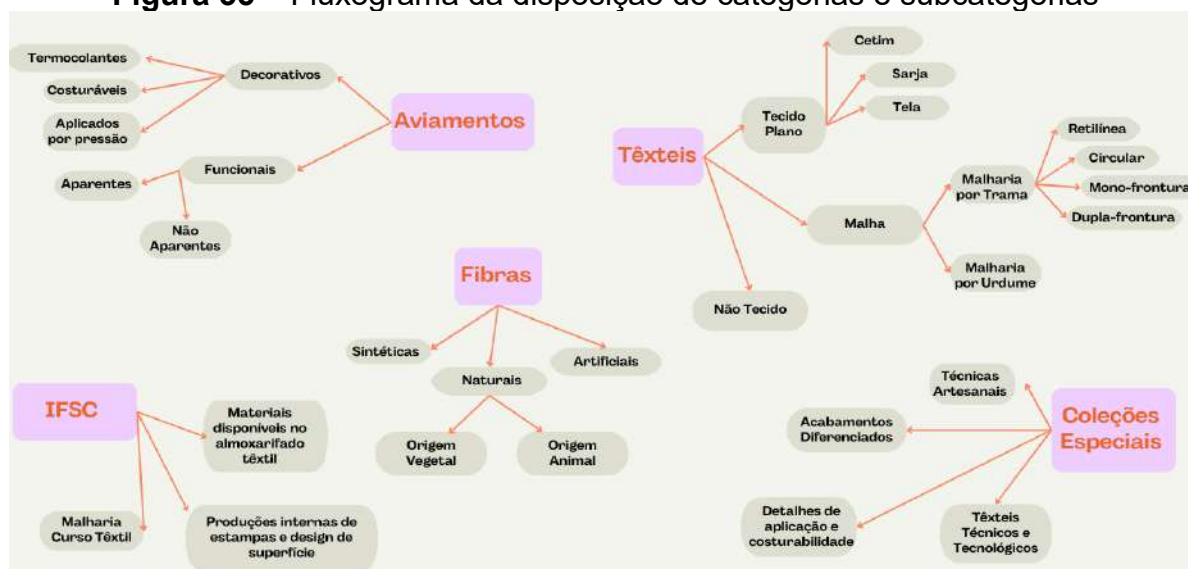 Termocolantes
Costuráveis
Aplicados
por pressão
Decorativos
Aviamentos
Funcionais
Aparentes
Não
Aparentes
Têxteis
Tecido
Plano
Cetim
Sarja
Tela
Malha
Malharia
por Trama
Retilínea
Circular
Mono-frontura
Dupla-frontura
Malharia
por Urdume
Não Tecido
Fibras
Sintéticas
Naturais
Artificiais
Origem
Vegetal
Origem
Animal
IFSC
Materiais
disponíveis no
almoxarifado
têxtil
Malharia
Curso Têxtil
Produções internas de
estampas e design de
superfície
Coleções
Especiais
Técnicas
Artesanais
Acabamentos
Diferenciados
Detalhes de
aplicação e
costurabilidade
Têxteis
Técnicos e
Tecnológicos